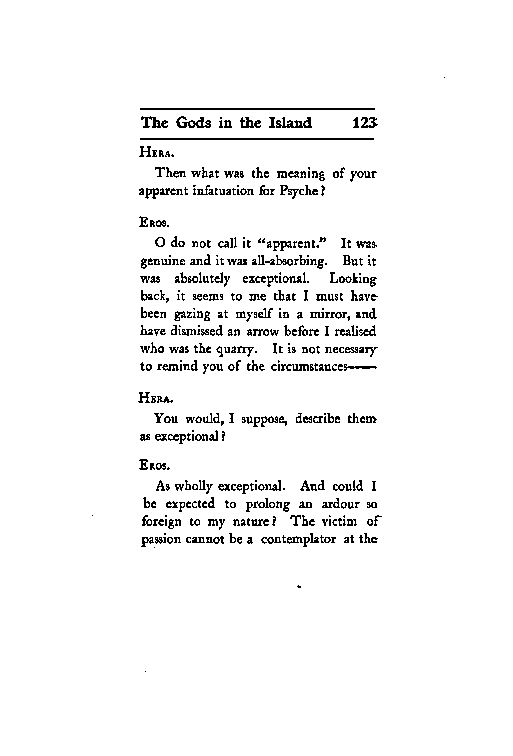 The Gods in the Island 123
HERA.
Then what was the meaning of your
apparent infatuation for Psyche?
EROS.
O do not call it "apparent." It was
genuine and it was all-absorbing. But it
was absolutely exceptional. Looking
back, it seems to me that I must have
been gazing at myself in a mirror, and
have dismissed an arrow before I realised
who was the quarry. It is not necessary
to remind you of the circumstances——
HERA.
You would, I suppose, describe them
as exceptional?
EROS.
As wholly exceptional. And could I
be expected to prolong an ardour so
foreign to my nature? The victim of
passion cannot be a contemplator at the